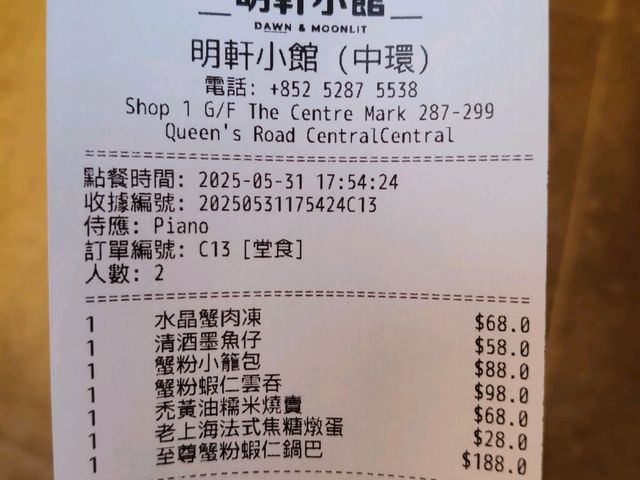 明軒小館
DAWN & MOONLIT
明軒小館 (中環)
電話: +852 5287 5538
Shop 1 G/F The Centre Mark 287-299
Queen's Road CentralCentral
點餐時間: 2025-05-31 17:54:24
收據編號: 20250531175424C13
侍應: Piano
訂單編號: C13 [堂食]
人數: 2
1 水晶蟹肉凍 $68.0
1 清酒墨魚仔 $58.0
1 蟹粉小籠包 $88.0
1 蟹粉蝦仁雲吞 $98.0
1 禿黃油糯米燒賣 $68.0
1 老上海法式焦糖燉蛋 $28.0
1 至尊蟹粉蝦仁鍋巴 $188.0